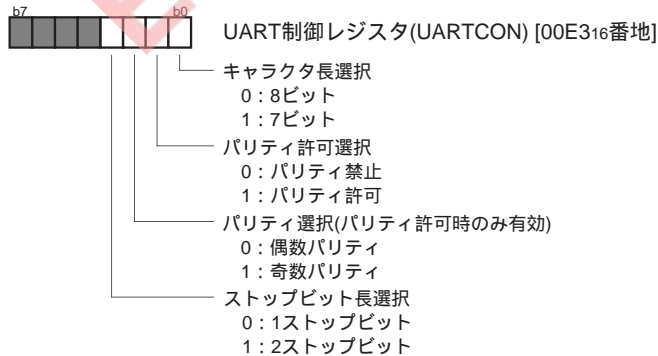 b7 b0
UART制御レジスタ(UARTCON) [00E316番地]
キャラクタ長選択
0：8ビット
1：7ビット
パリティ許可選択
0：パリティ禁止
1：パリティ許可
パリティ選択(パリティ許可時のみ有効)
0：偶数パリティ
1：奇数パリティ
ストップビット長選択
0：1ストップビット
1：2ストップビット